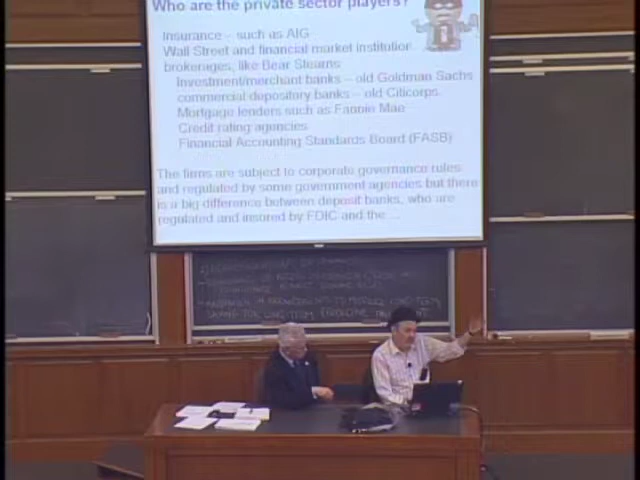 Who are the private sector players?
Insurance – such as AIG
Wall Street and financial market institution
brokerages, like Bear Stearns
Investment/merchant banks – old Goldman Sachs
commercial depository banks – old Citicorps
Mortgage lenders such as Fannie Mae
Credit rating agencies
Financial Accounting Standards Board (FASB)
The firms are subject to corporate governance rules
and regulated by some government agencies but there
is a big difference between deposit banks, who are
regulated and insured by FDIC and the ...